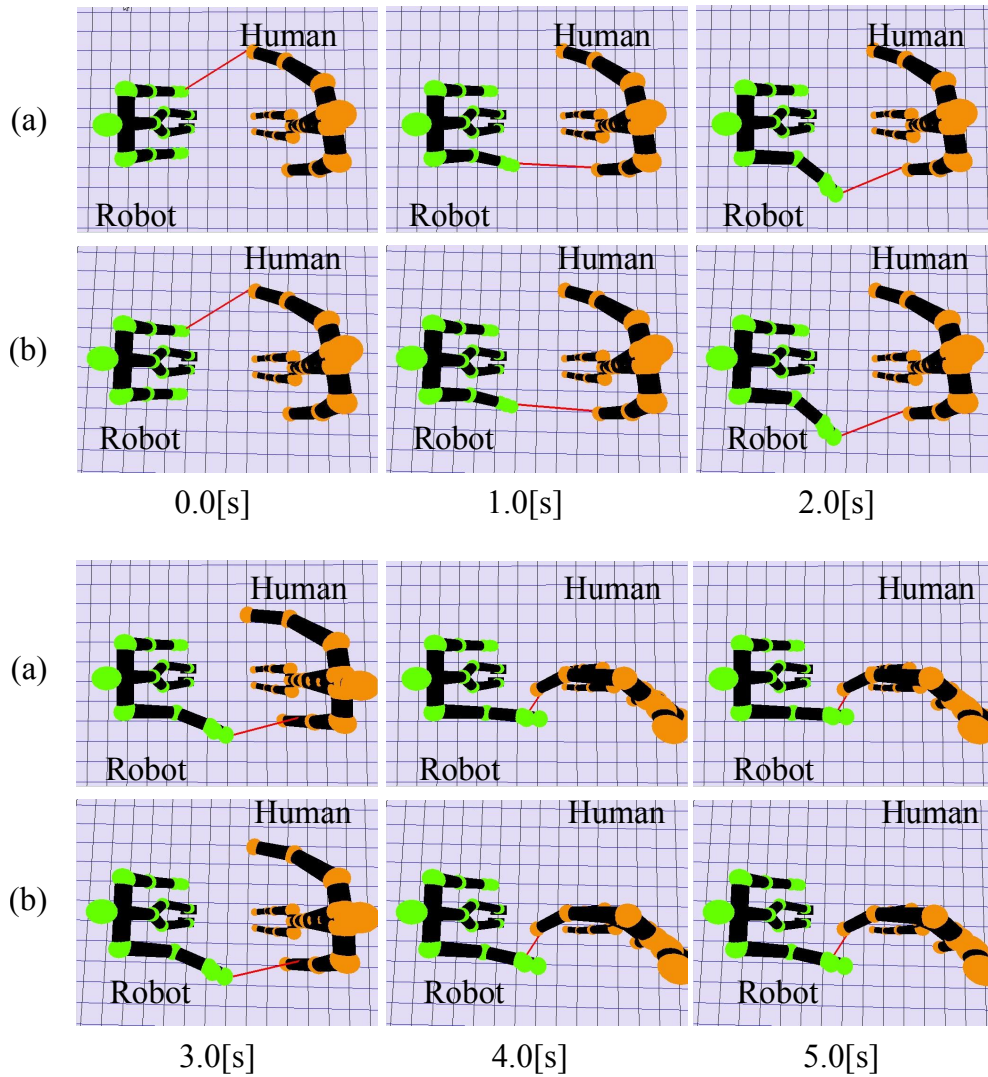 Human
Human
Human
(a)
Robot
Robot
Robot
Human
Human
Human
(b)
Robot
Robot
Robot
0.0[s]
1.0[s]
2.0[s]
Human
Human
Human
(a)
Robot
Robot
Robot
Human
Human
Human
(b)
Robot
Robot
Robot
3.0[s]
4.0[s]
5.0[s]